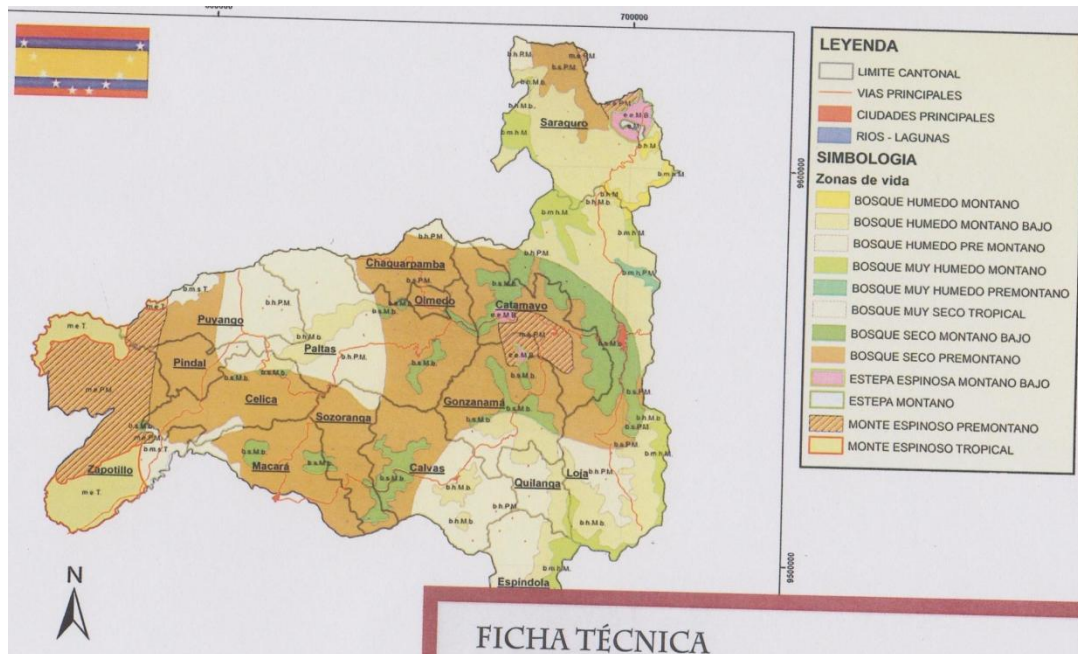 700000
LEYENDA
LIMITE CANTONAL
VIAS PRINCIPALES
CIUDADES PRINCIPALES
RIOS - LAGUNAS
SIMBOLOGIA
Zonas de vida
BOSQUE HUMEDO MONTANO
BOSQUE HUMEDO MONTANO BAJO
BOSQUE HUMEDO PRE MONTANO
BOSQUE MUY HUMEDO MONTANO
BOSQUE MUY HUMEDO PREMONTANO
BOSQUE MUY SECO TROPICAL
BOSQUE SECO MONTANO BAJO
BOSQUE SECO PREMONTANO
ESTEPA ESPINOSA MONTANO BAJO
ESTEPA MONTANO
MONTE ESPINOSO PREMONTANO
MONTE ESPINOSO TROPICAL
b.h.P.M.
b.s.P.M.
b.h.M.b.
Saraguro
b.m.h.M.
e.e.M.B.
b.h.M.
9600000
b.h.M.b.
b.m.h.M.
b.m.h.M.
b.h.P.M.
b.h.P.M.
Chaguarpamba
b.m.h.P.M.
b.m.s.T.
Olmedo
Catamayo
m.e.T.
b.h.P.M.
Puyango
m.e.P.M.
b.h.M.b.
Paltas
b.h.P.M.
b.s.M.b.
Pindal
b.s.M.b.
m.e.P.M.
b.s.M.b.
Celica
Gonzanamá
b.s.M.b.
Sozoranga
b.s.M.b.
b.s.P.M.
b.m.s.T.
Zapotillo
Macará
Calvas
Loja
b.h.P.M.
m.e.T.
b.s.M.b.
b.h.M.b.
Quilanga
b.h.P.M.
b.h.M.b.
b.m.h.M.
Espíndola
9500000
N
FICHA TÉCNICA